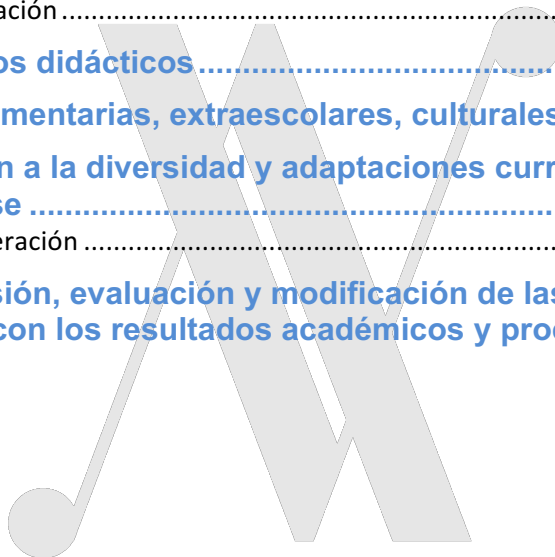 ación
os didácticos
mentarias, extraescolares, culturales
n a la diversidad y adaptaciones curr
se
eración
sión, evaluación y modificación de las
con los resultados académicos y pro